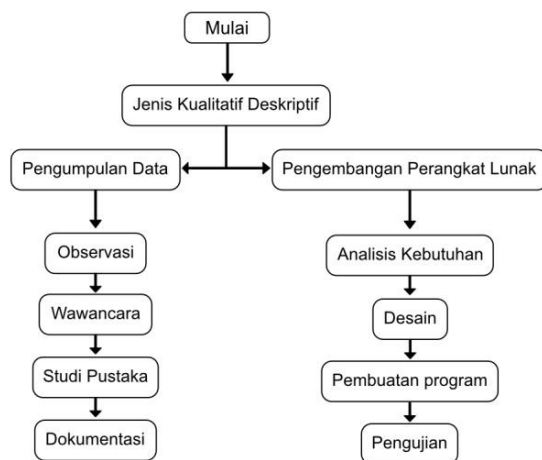 Mulai
Jenis Kualitatif Deskriptif
Pengumpulan Data
Pengembangan Perangkat Lunak
Observasi
Analisis Kebutuhan
Wawancara
Desain
Studi Pustaka
Pembuatan program
Dokumentasi
Pengujian